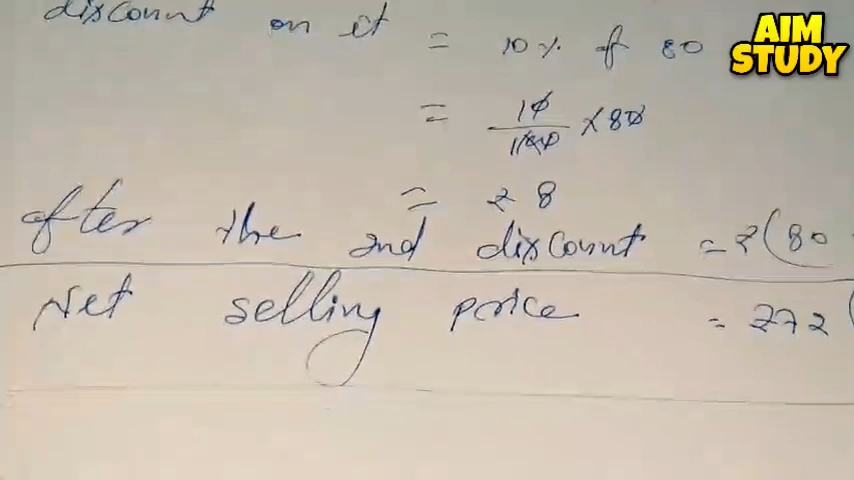 AIM
STUDY
discount on it = 10% of 80
= 10/100 × 80
= ₹ 8
after the 2nd discount = ₹(80
Net selling price = ₹72 (